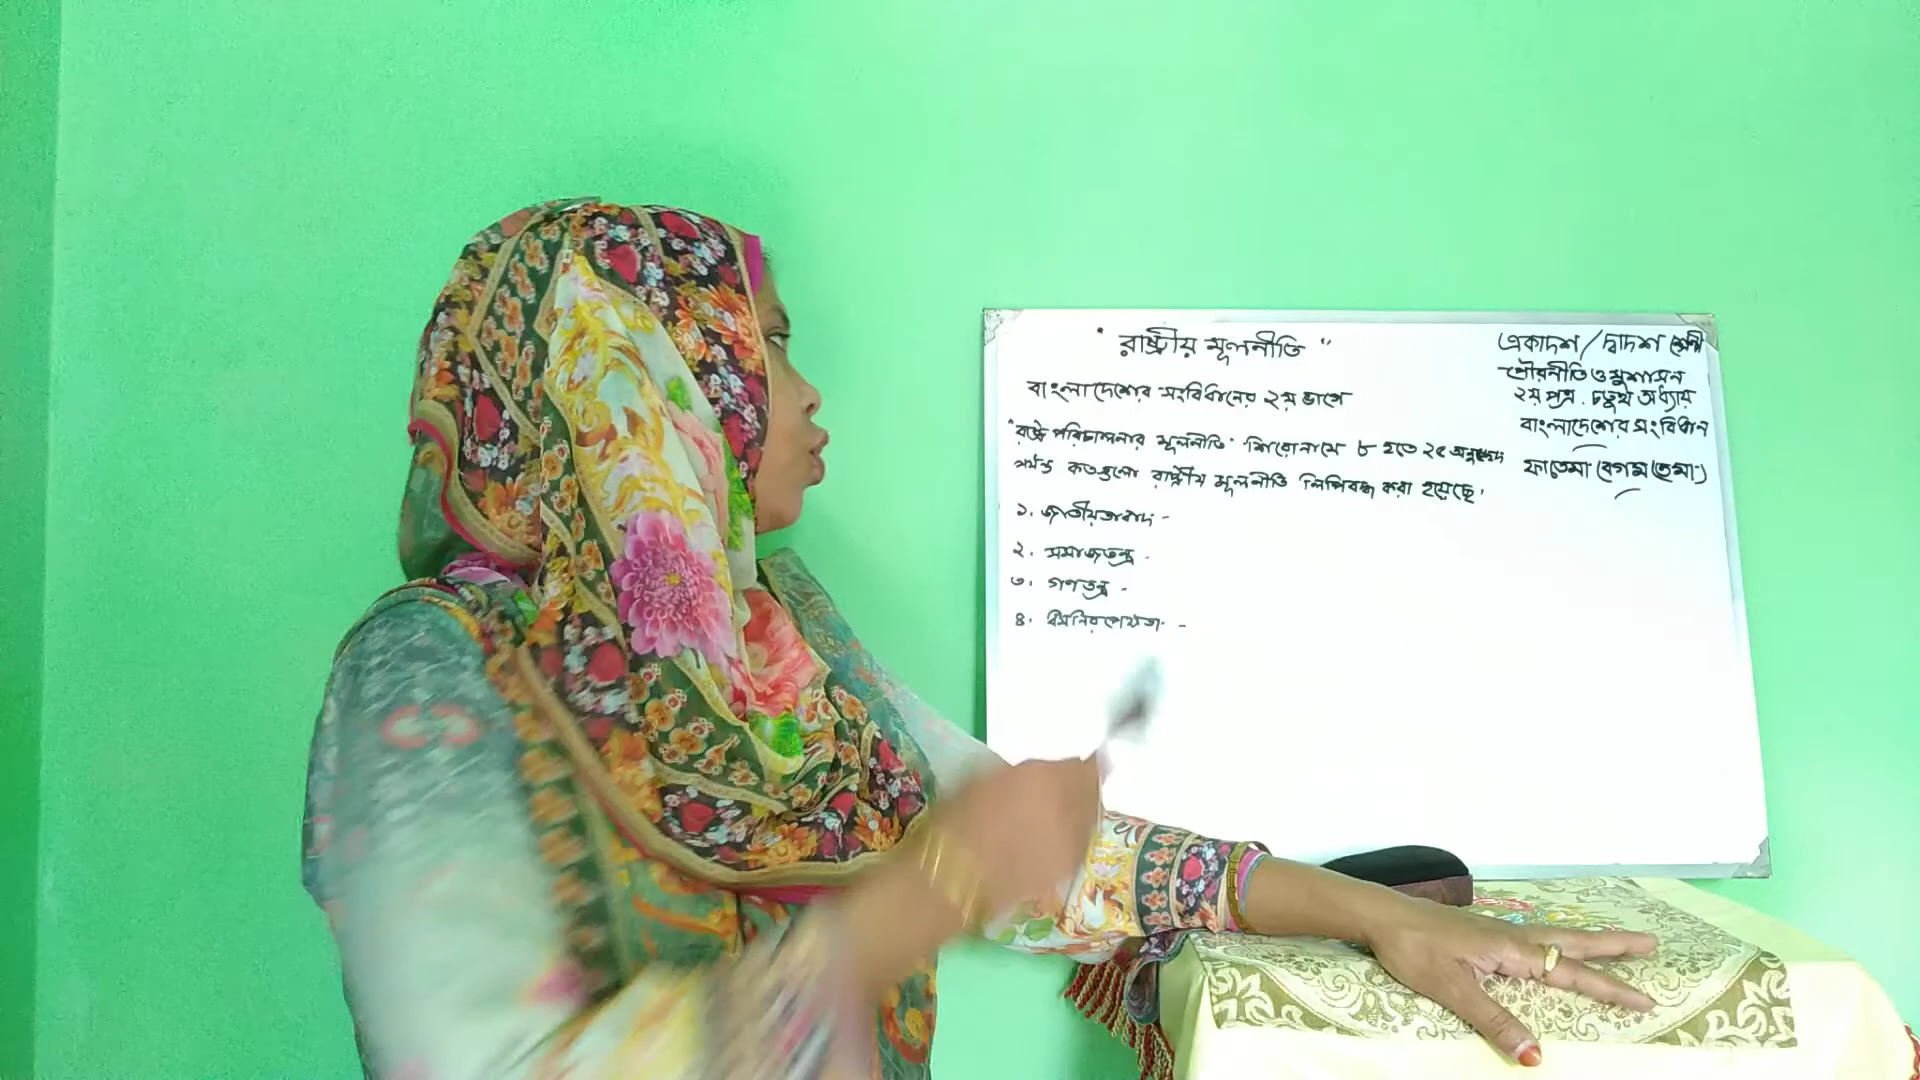 " রাষ্ট্রীয় মূলনীতি "
বাংলাদেশের সংবিধানের ২য় ভাগে
"রাষ্ট্র পরিচালনার মূলনীতি" শিরোনামে ৮ হতে ২৫ অনুচ্ছেদ
পর্যন্ত কতগুলো রাষ্ট্রীয় মূলনীতি লিপিবদ্ধ করা হয়েছে।
১. জাতীয়তাবাদ -
২. সমাজতন্ত্র -
৩. গণতন্ত্র -
৪. ধর্মনিরপেক্ষতা -
একাদশ / দ্বাদশ শ্রেণী
পৌরনীতি ও সুশাসন
২য় পত্র. চতুর্থ অধ্যায়
বাংলাদেশের সংবিধান
ফাতেমা বেগম (হেমা)